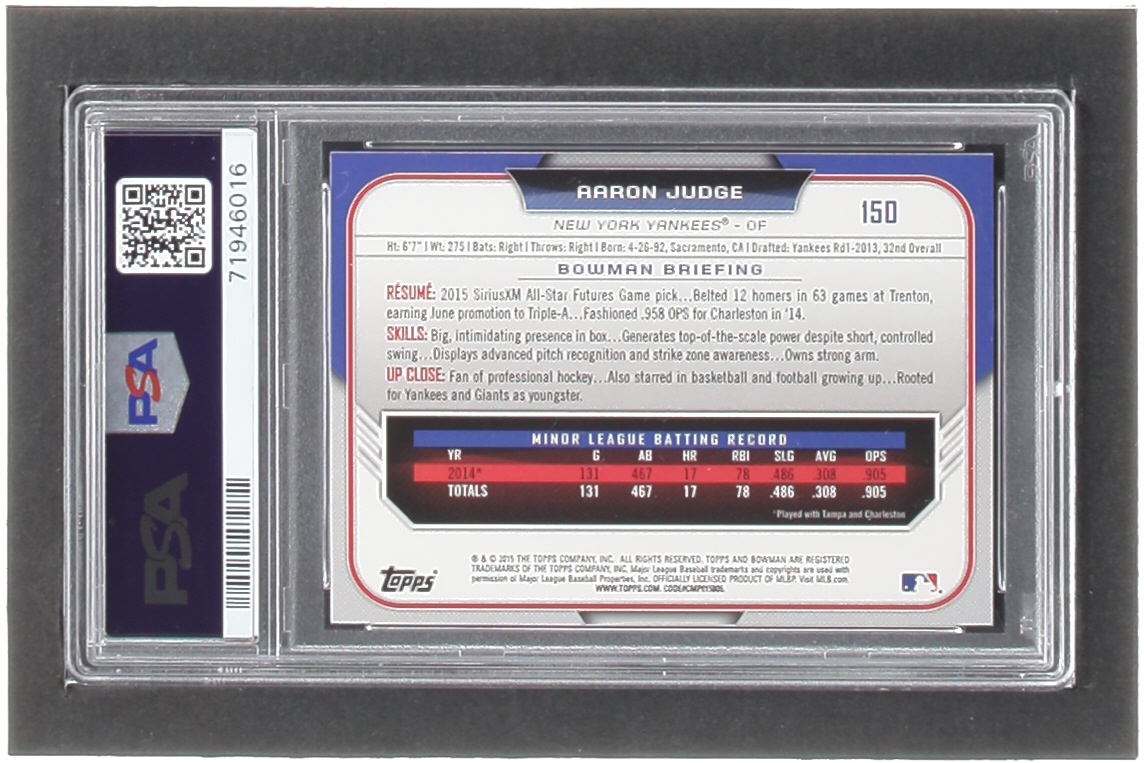 71946016
PSA
PSA
PSA
AARON JUDGE
150
NEW YORK YANKEES® - OF
Ht: 6'7" | Wt: 275 | Bats: Right | Throws: Right | Born: 4-26-92, Sacramento, CA | Drafted: Yankees Rd1-2013, 32nd Overall
BOWMAN BRIEFING
RÉSUMÉ: 2015 SiriusXM All-Star Futures Game pick...Belted 12 homers in 63 games at Trenton,
earning June promotion to Triple-A...Fashioned .958 OPS for Charleston in '14.
SKILLS: Big, intimidating presence in box...Generates top-of-the-scale power despite short, controlled
swing...Displays advanced pitch recognition and strike zone awareness...Owns strong arm.
UP CLOSE: Fan of professional hockey...Also starred in basketball and football growing up...Rooted
for Yankees and Giants as youngster.
MINOR LEAGUE BATTING RECORD
YR G AB HR RBI SLG AVG OPS
2014* 131 467 17 78 .486 .308 .905
TOTALS 131 467 17 78 .486 .308 .905
*Played with Tampa and Charleston
® & © 2015 THE TOPPS COMPANY, INC. ALL RIGHTS RESERVED. TOPPS AND BOWMAN ARE REGISTERED
TRADEMARKS OF THE TOPPS COMPANY, INC. Major League Baseball trademarks and copyrights are used with
permission of Major League Baseball Properties, Inc. OFFICIALLY LICENSED PRODUCT OF MLBP. Visit MLB.com
WWW.TOPPS.COM.
topps